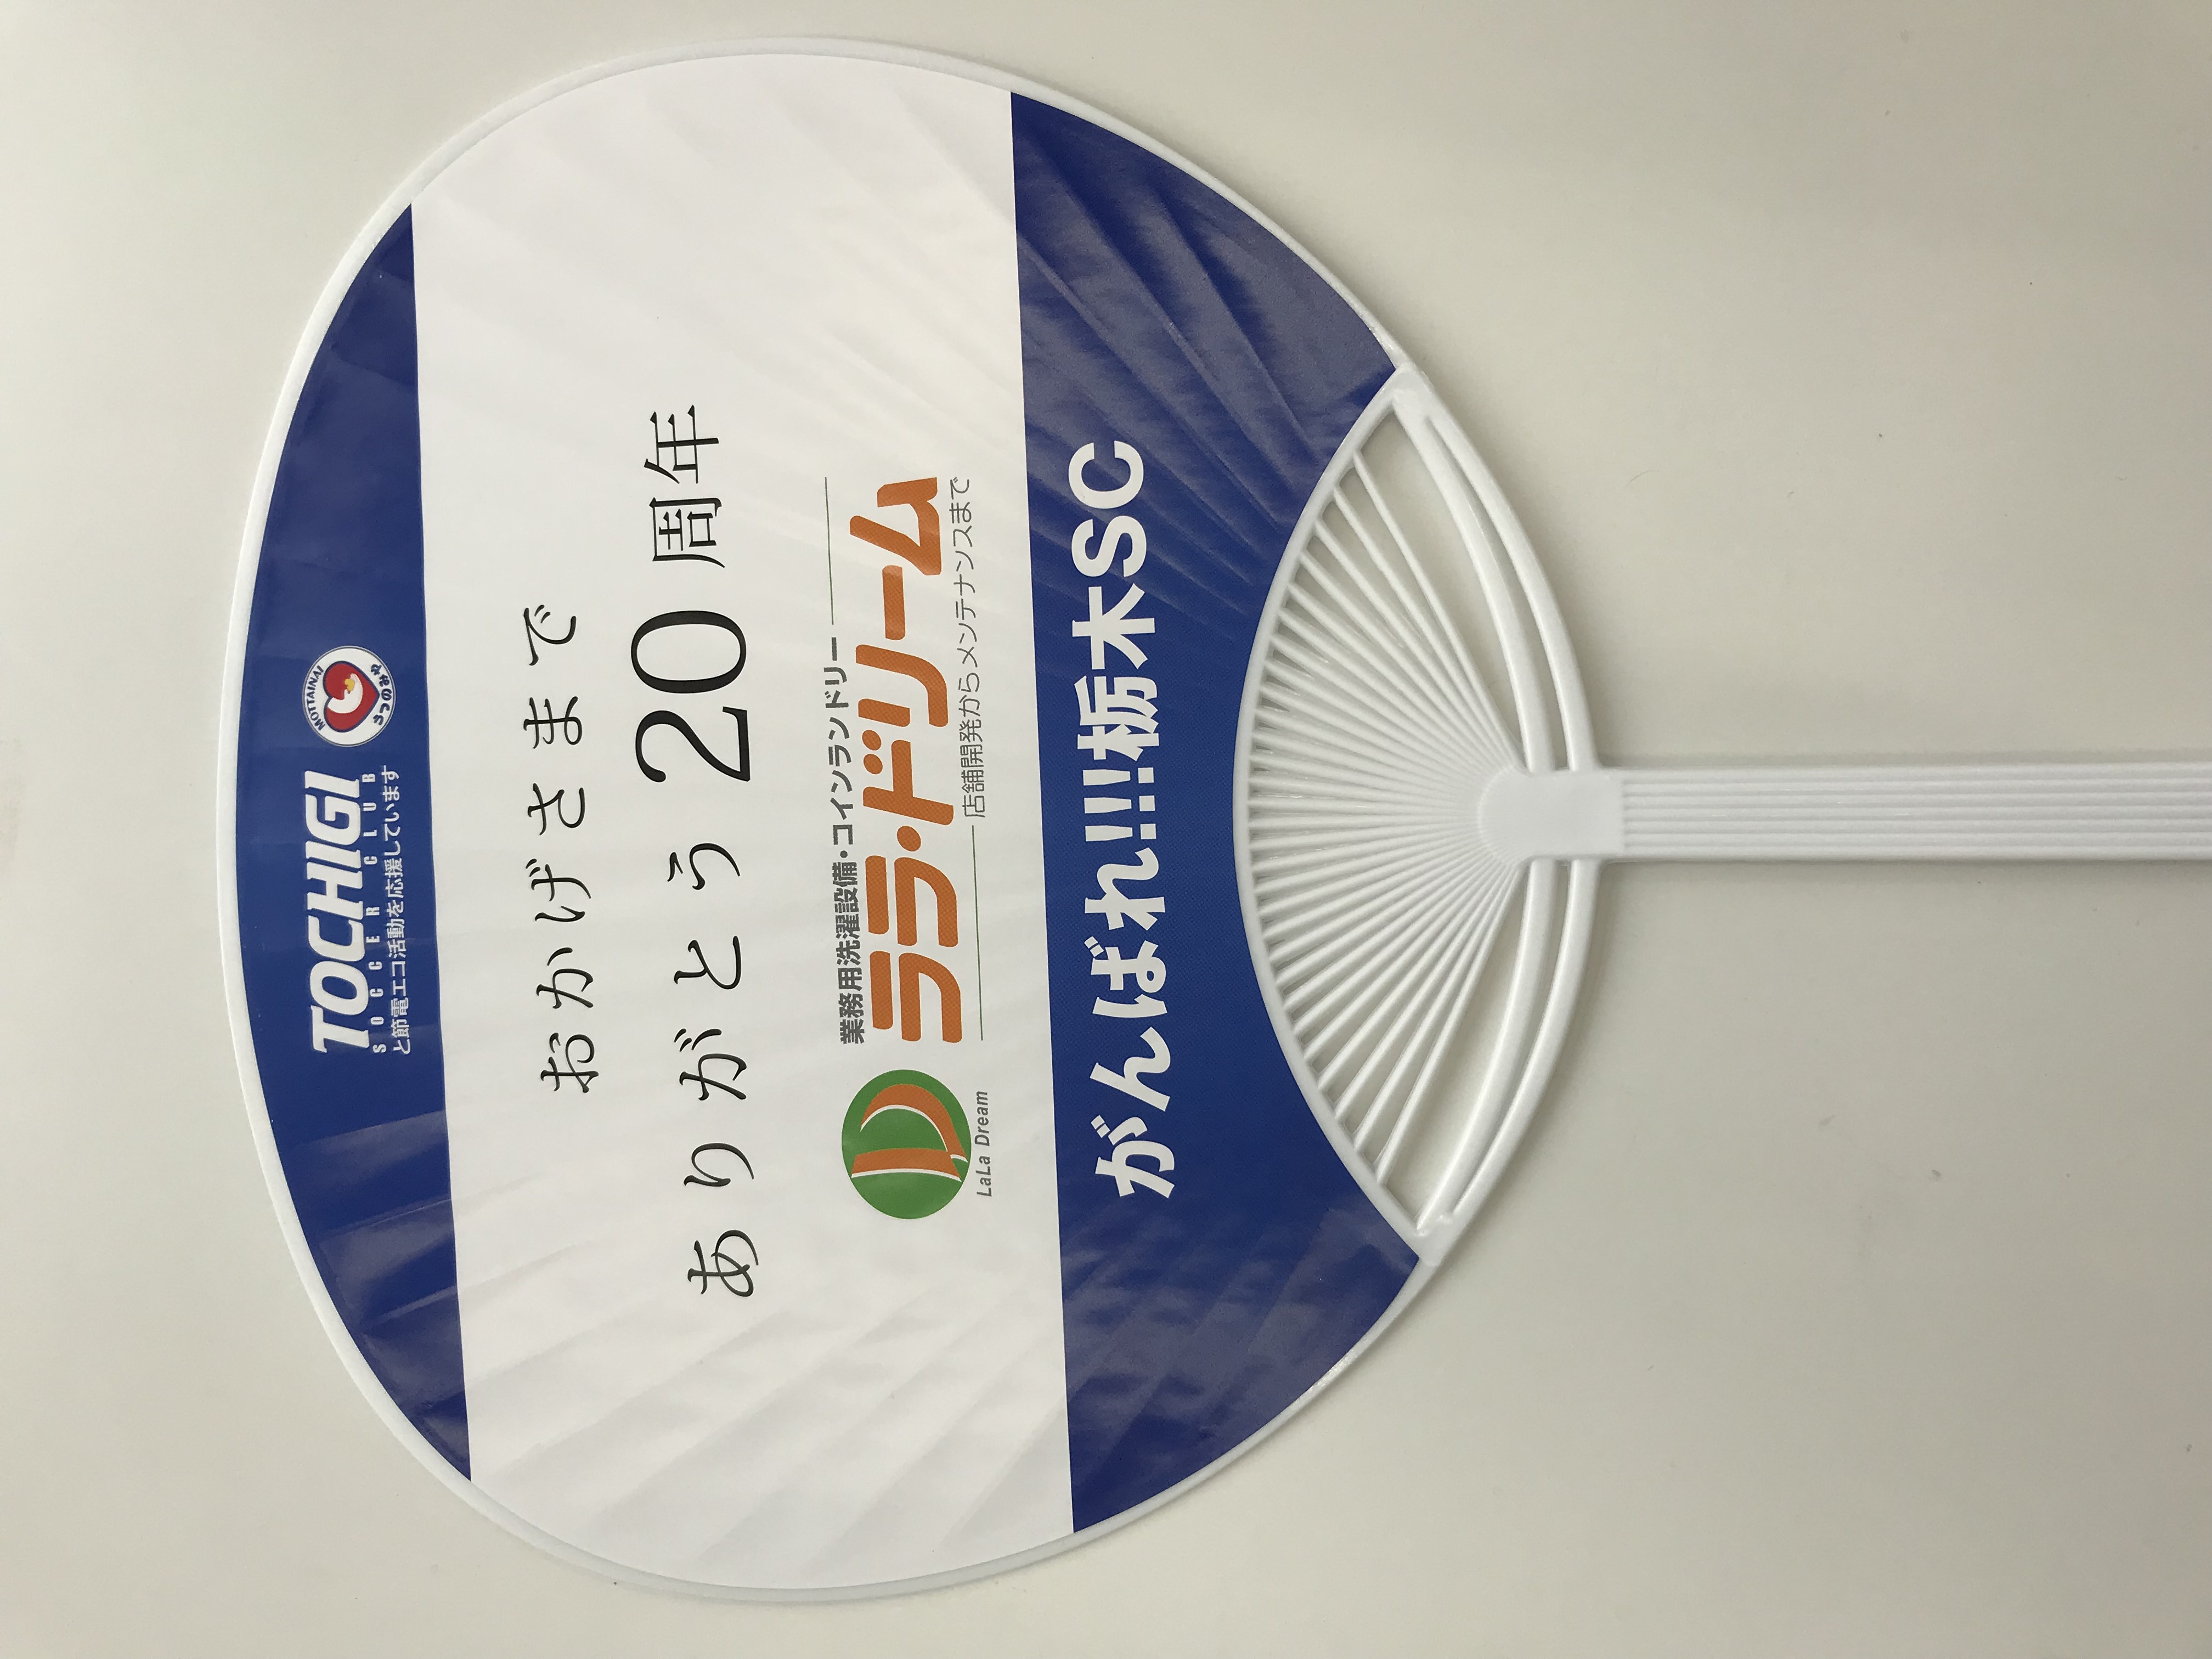 TOCHIGI
SOCCER CLUB
と節電エコ活動を応援しています
MOTTAINAI
うつのみや
おかげさまで
ありがとう 20 周年
業務用洗濯設備・コインランドリー
ララ・ドリーム
店舗開発からメンテナンスまで
LaLa Dream
がんばれ!!!栃木SC